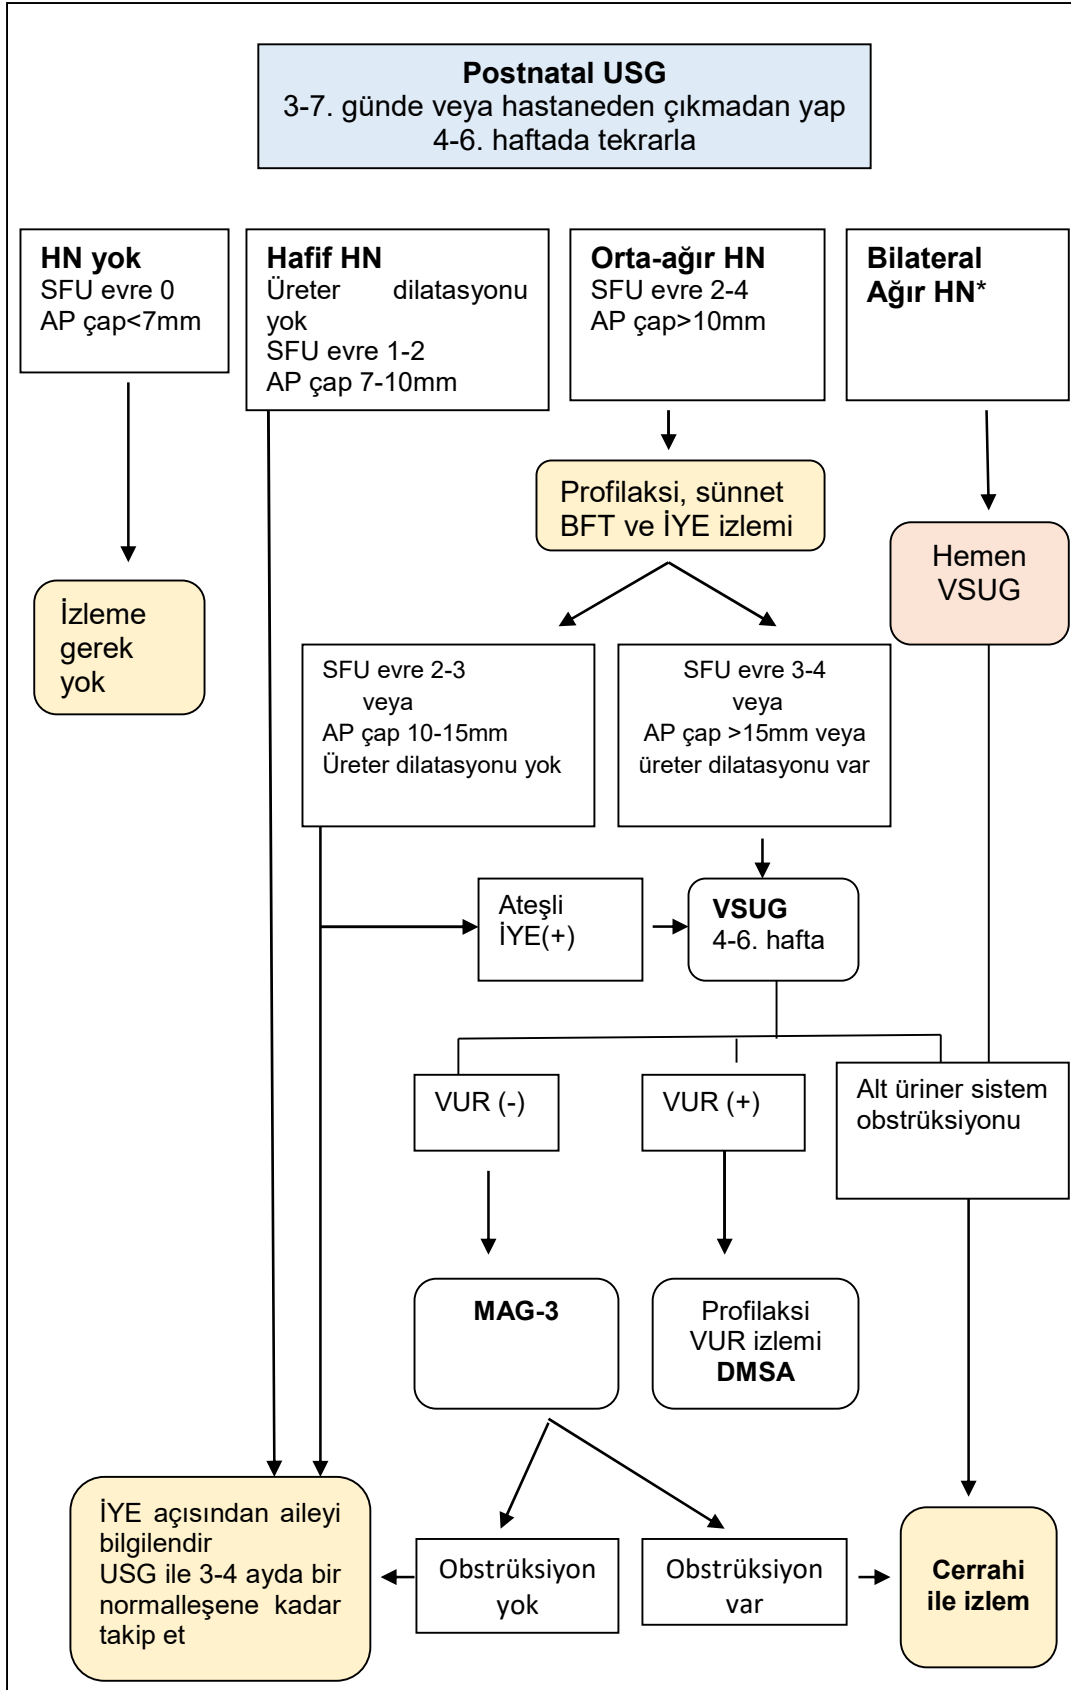 Postnatal USG
3-7. günde veya hastaneden çıkmadan yap
4-6. haftada tekrarla
HN yok
SFU evre 0
AP çap<7mm
Hafif HN
Üreter dilatasyonu
yok
SFU evre 1-2
AP çap 7-10mm
Orta-ağır HN
SFU evre 2-4
AP çap>10mm
Bilateral
Ağır HN*
Profilaksi, sünnet
BFT ve İYE izlemi
Hemen
VSUG
İzleme
gerek
yok
SFU evre 2-3
veya
AP çap 10-15mm
Üreter dilatasyonu yok
SFU evre 3-4
veya
AP çap >15mm veya
üreter dilatasyonu var
Ateşli
İYE(+)
VSUG
4-6. hafta
VUR (-)
VUR (+)
Alt üriner sistem
obstrüksiyonu
MAG-3
Profilaksi
VUR izlemi
DMSA
İYE açısından aileyi
bilgilendir
USG ile 3-4 ayda bir
normalleşene kadar
takip et
Obstrüksiyon
yok
Obstrüksiyon
var
Cerrahi
ile izlem